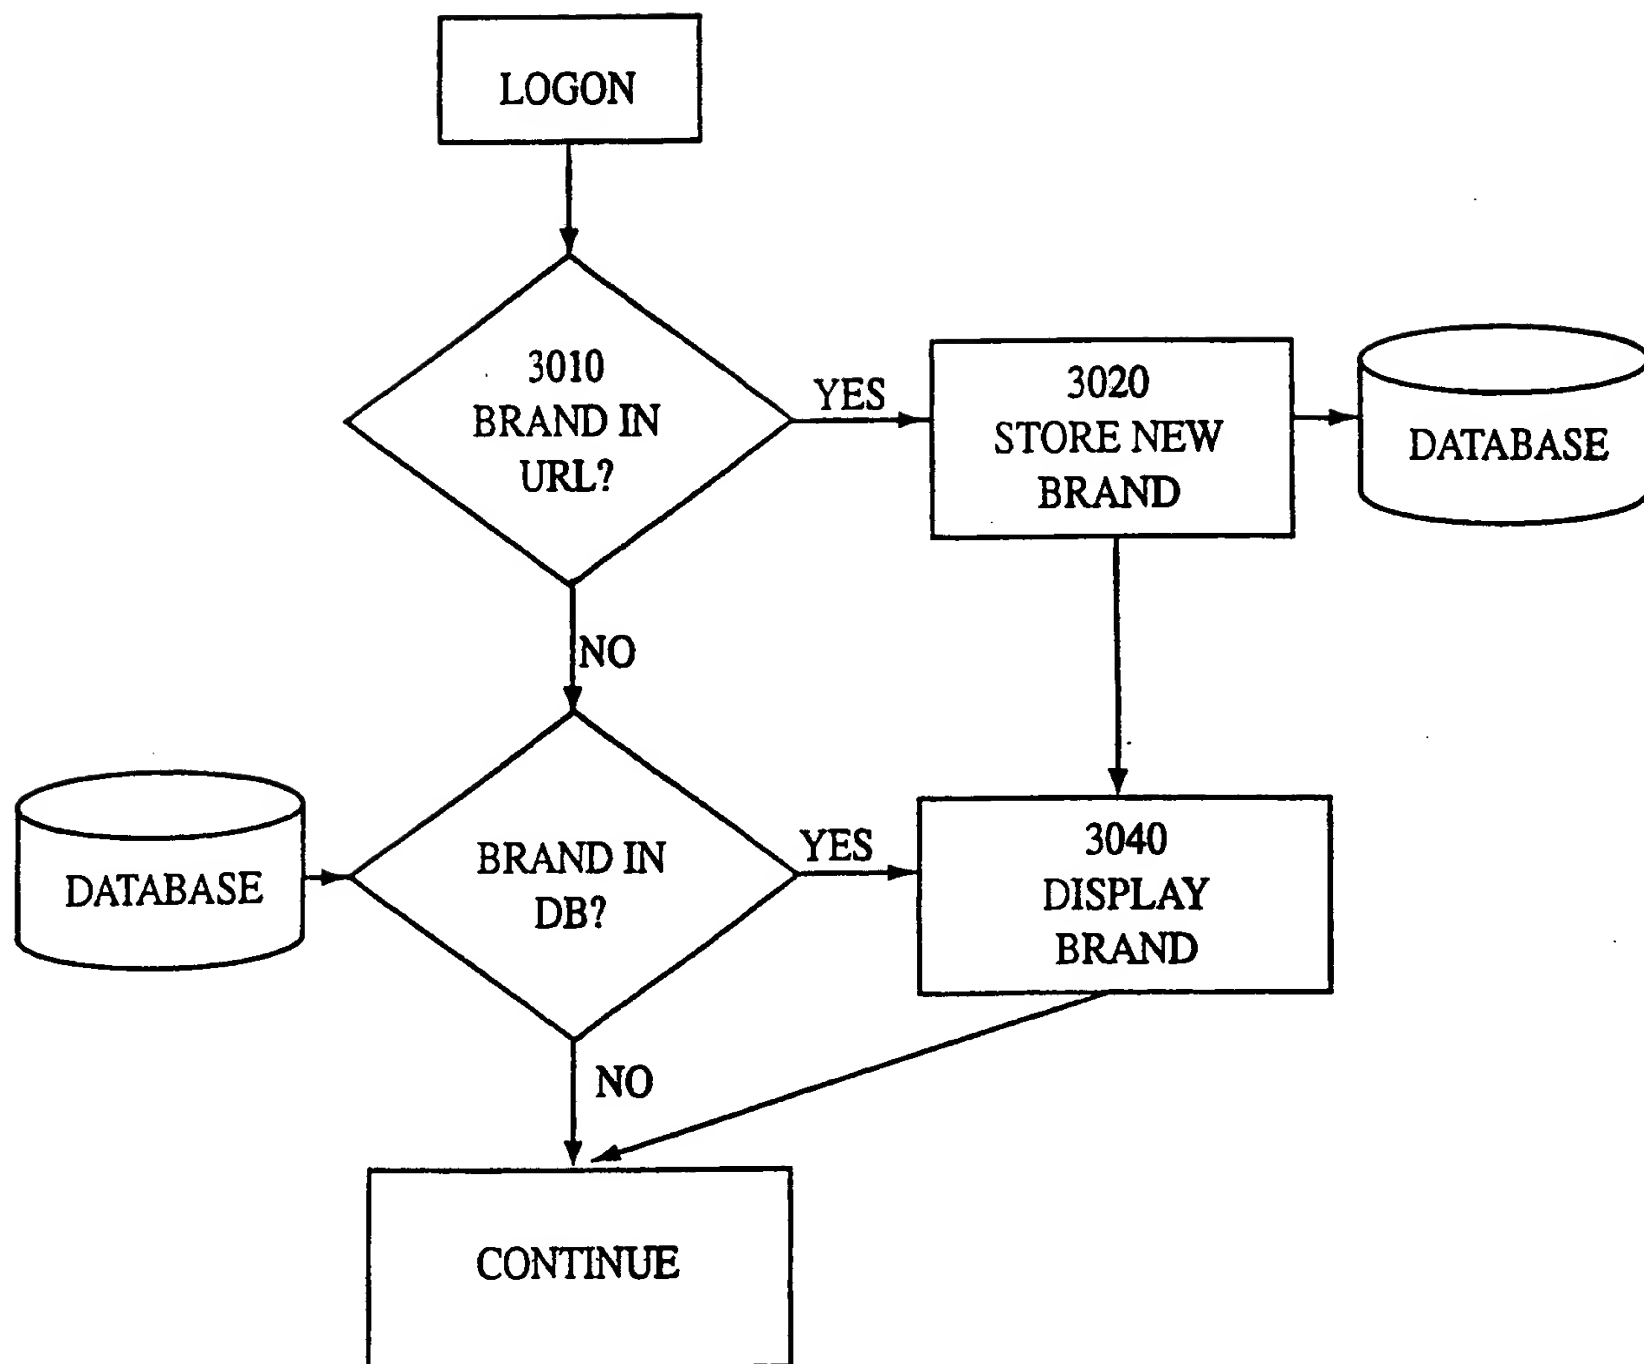 LOGON
3010
BRAND IN
URL?
YES
3020
STORE NEW
BRAND
DATABASE
NO
DATABASE
BRAND IN
DB?
YES
3040
DISPLAY
BRAND
NO
CONTINUE